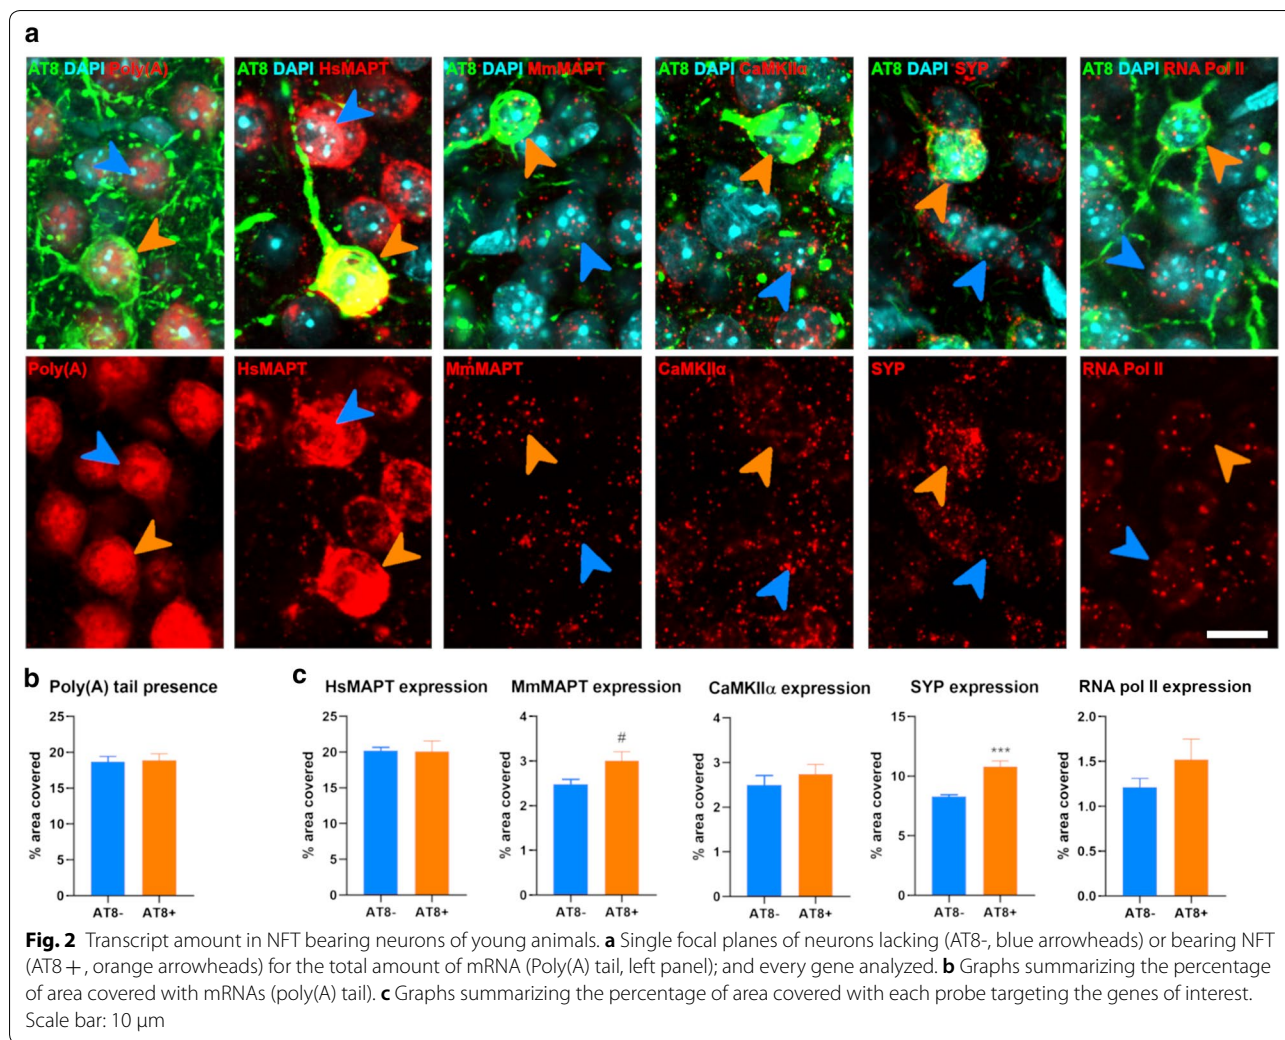 a
AT8 DAPI Poly(A)
AT8 DAPI HsMAPT
AT8 DAPI MmMAPT
AT8 DAPI CaMKIIα
AT8 DAPI SYP
AT8 DAPI RNA Pol II
Poly(A)
HsMAPT
MmMAPT
CaMKIIα
SYP
RNA Pol II
b
Poly(A) tail presence
% area covered
25
20
15
10
5
0
AT8-
AT8+
c
HsMAPT expression
% area covered
25
20
15
10
5
0
AT8-
AT8+
MmMAPT expression
% area covered
4
3
2
1
0
#
AT8-
AT8+
CaMKIIα expression
% area covered
4
3
2
1
0
AT8-
AT8+
SYP expression
% area covered
15
10
5
0
***
AT8-
AT8+
RNA pol II expression
% area covered
2.0
1.5
1.0
0.5
0.0
AT8-
AT8+
Fig. 2 Transcript amount in NFT bearing neurons of young animals. a Single focal planes of neurons lacking (AT8-, blue arrowheads) or bearing NFT
(AT8+, orange arrowheads) for the total amount of mRNA (Poly(A) tail, left panel); and every gene analyzed. b Graphs summarizing the percentage
of area covered with mRNAs (poly(A) tail). c Graphs summarizing the percentage of area covered with each probe targeting the genes of interest.
Scale bar: 10 µm